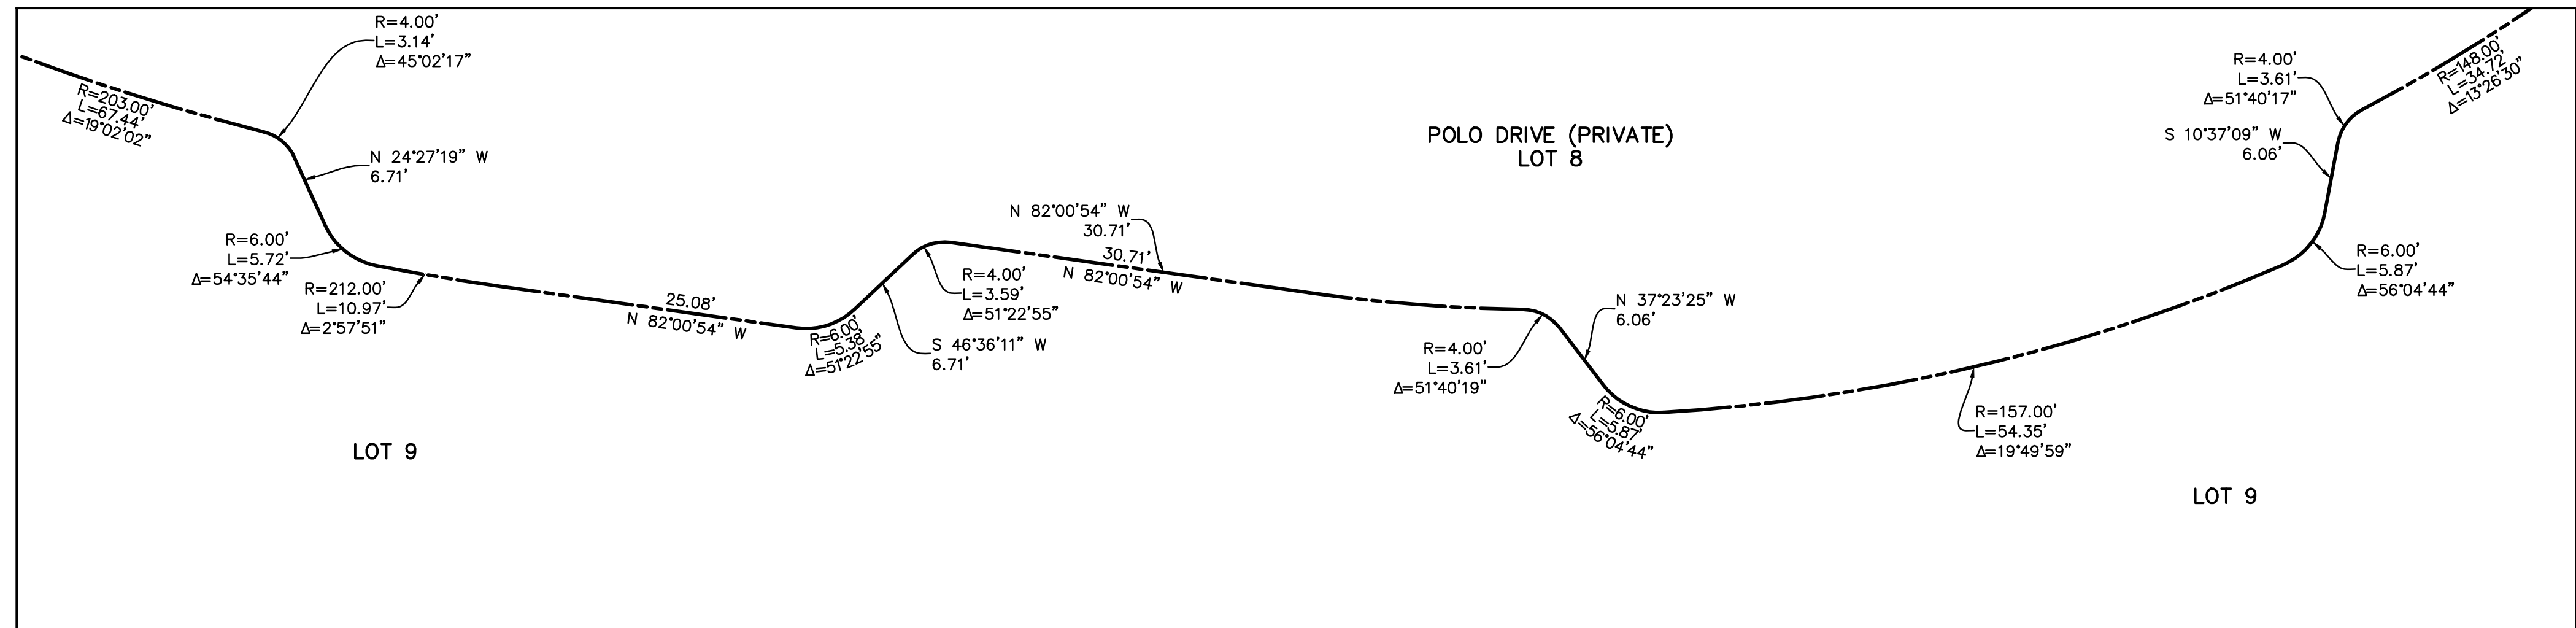 R=203.00'
L=67.44'
Δ=19°02'02"
R=4.00'
L=3.14'
Δ=45°02'17"
N 24°27'19" W
6.71'
R=6.00'
L=5.72'
Δ=54°35'44"
R=212.00'
L=10.97'
Δ=2°57'51"
25.08'
N 82°00'54" W
R=6.00'
L=5.38'
Δ=51°22'55"
S 46°36'11" W
6.71'
R=4.00'
L=3.59'
Δ=51°22'55"
N 82°00'54" W
30.71'
30.71'
N 82°00'54" W
POLO DRIVE (PRIVATE)
LOT 8
R=4.00'
L=3.61'
Δ=51°40'19"
N 37°23'25" W
6.06'
R=6.00'
L=5.87'
Δ=56°04'44"
R=157.00'
L=54.35'
Δ=19°49'59"
R=6.00'
L=5.87'
Δ=56°04'44"
S 10°37'09" W
6.06'
R=4.00'
L=3.61'
Δ=51°40'17"
R=148.00'
L=34.72'
Δ=13°26'30"
LOT 9
LOT 9